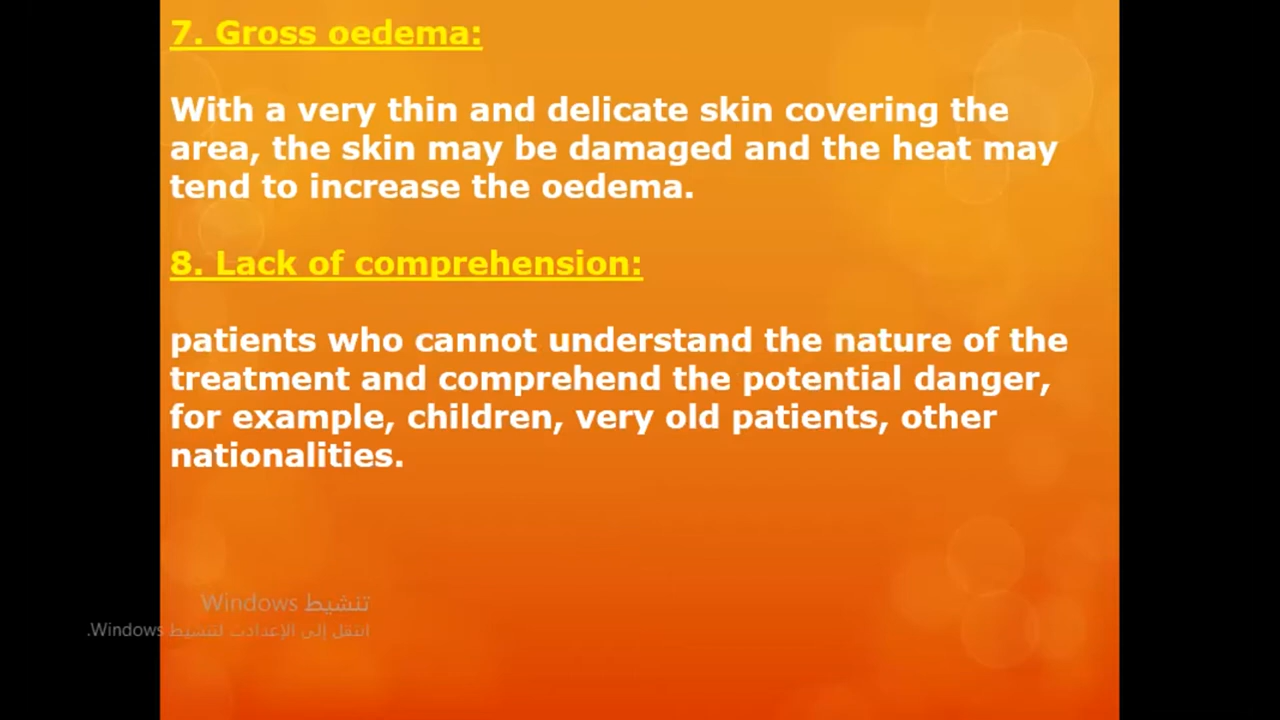 7. Gross oedema:
With a very thin and delicate skin covering the
area, the skin may be damaged and the heat may
tend to increase the oedema.
8. Lack of comprehension:
patients who cannot understand the nature of the
treatment and comprehend the potential danger,
for example, children, very old patients, other
nationalities.
تنشيط Windows
انتقل إلى الإعدادات لتنشيط Windows.